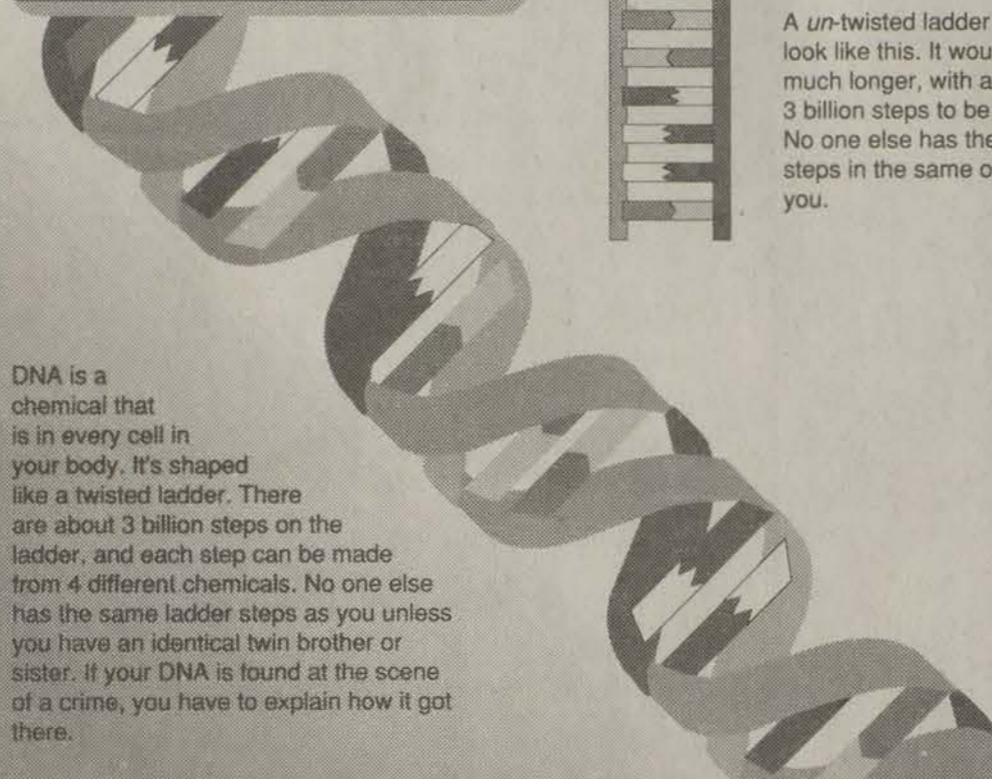 A un-twisted ladder
look like this. It wou
much longer, with a
3 billion steps to be
No one else has the
steps in the same o
you.
DNA is a
chemical that
is in every cell in
your body. It's shaped
like a twisted ladder. There
are about 3 billion steps on the
ladder, and each step can be made
from 4 different chemicals. No one else
has the same ladder steps as you unless
you have an identical twin brother or
sister. If your DNA is found at the scene
of a crime, you have to explain how it got
there.